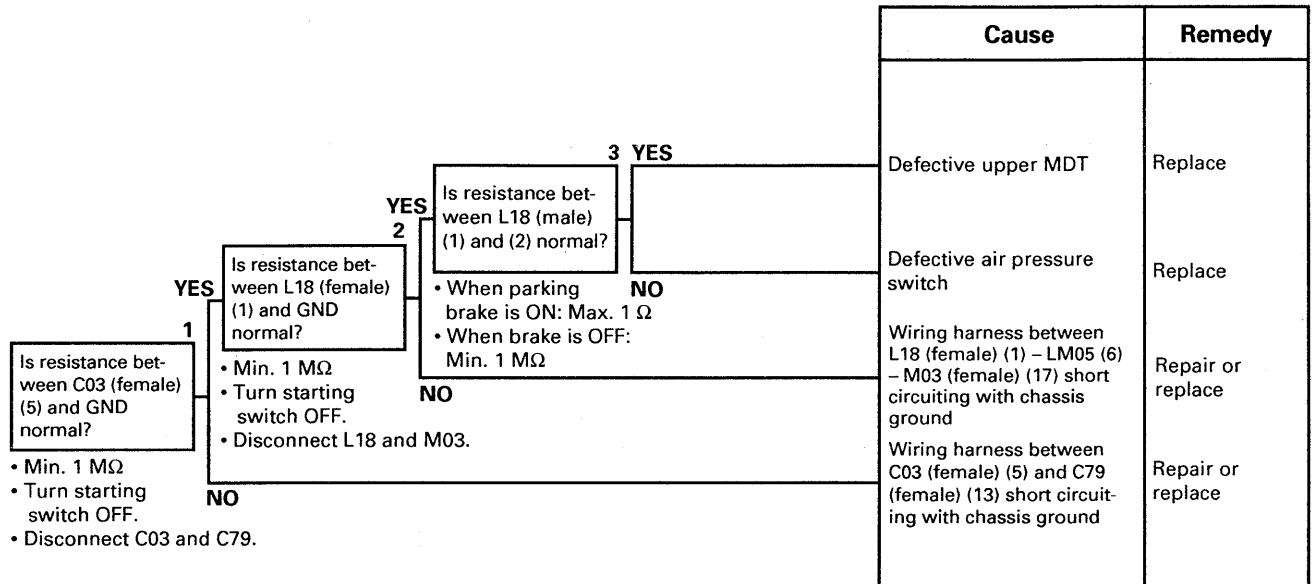 Cause
Remedy
3 YES
Defective upper MDT
Replace
Is resistance bet-
ween L18 (male)
(1) and (2) normal?
YES
2
Defective air pressure
switch
Replace
NO
• When parking
brake is ON: Max. 1 Ω
• When brake is OFF:
Min. 1 MΩ
Is resistance bet-
ween L18 (female)
(1) and GND
normal?
YES
1
• Min. 1 MΩ
• Turn starting
switch OFF.
• Disconnect L18 and M03.
NO
Wiring harness between
L18 (female) (1) – LM05 (6)
– M03 (female) (17) short
circuiting with chassis
ground
Repair or
replace
Is resistance bet-
ween C03 (female)
(5) and GND
normal?
• Min. 1 MΩ
• Turn starting
switch OFF.
• Disconnect C03 and C79.
NO
Wiring harness between
C03 (female) (5) and C79
(female) (13) short circuit-
ing with chassis ground
Repair or
replace